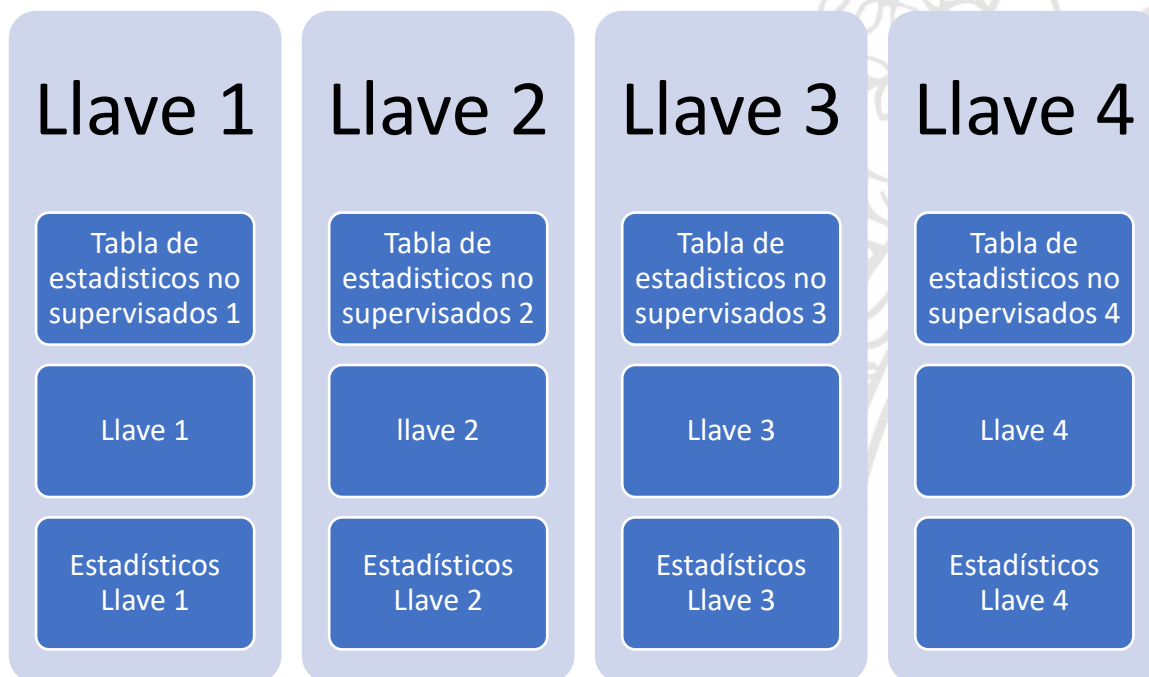 Llave 1
Tabla de
estadisticos no
supervisados 1
Llave 1
Estadísticos
Llave 1
Llave 2
Tabla de
estadisticos no
supervisados 2
llave 2
Estadísticos
Llave 2
Llave 3
Tabla de
estadisticos no
supervisados 3
Llave 3
Estadísticos
Llave 3
Llave 4
Tabla de
estadisticos no
supervisados 4
Llave 4
Estadísticos
Llave 4